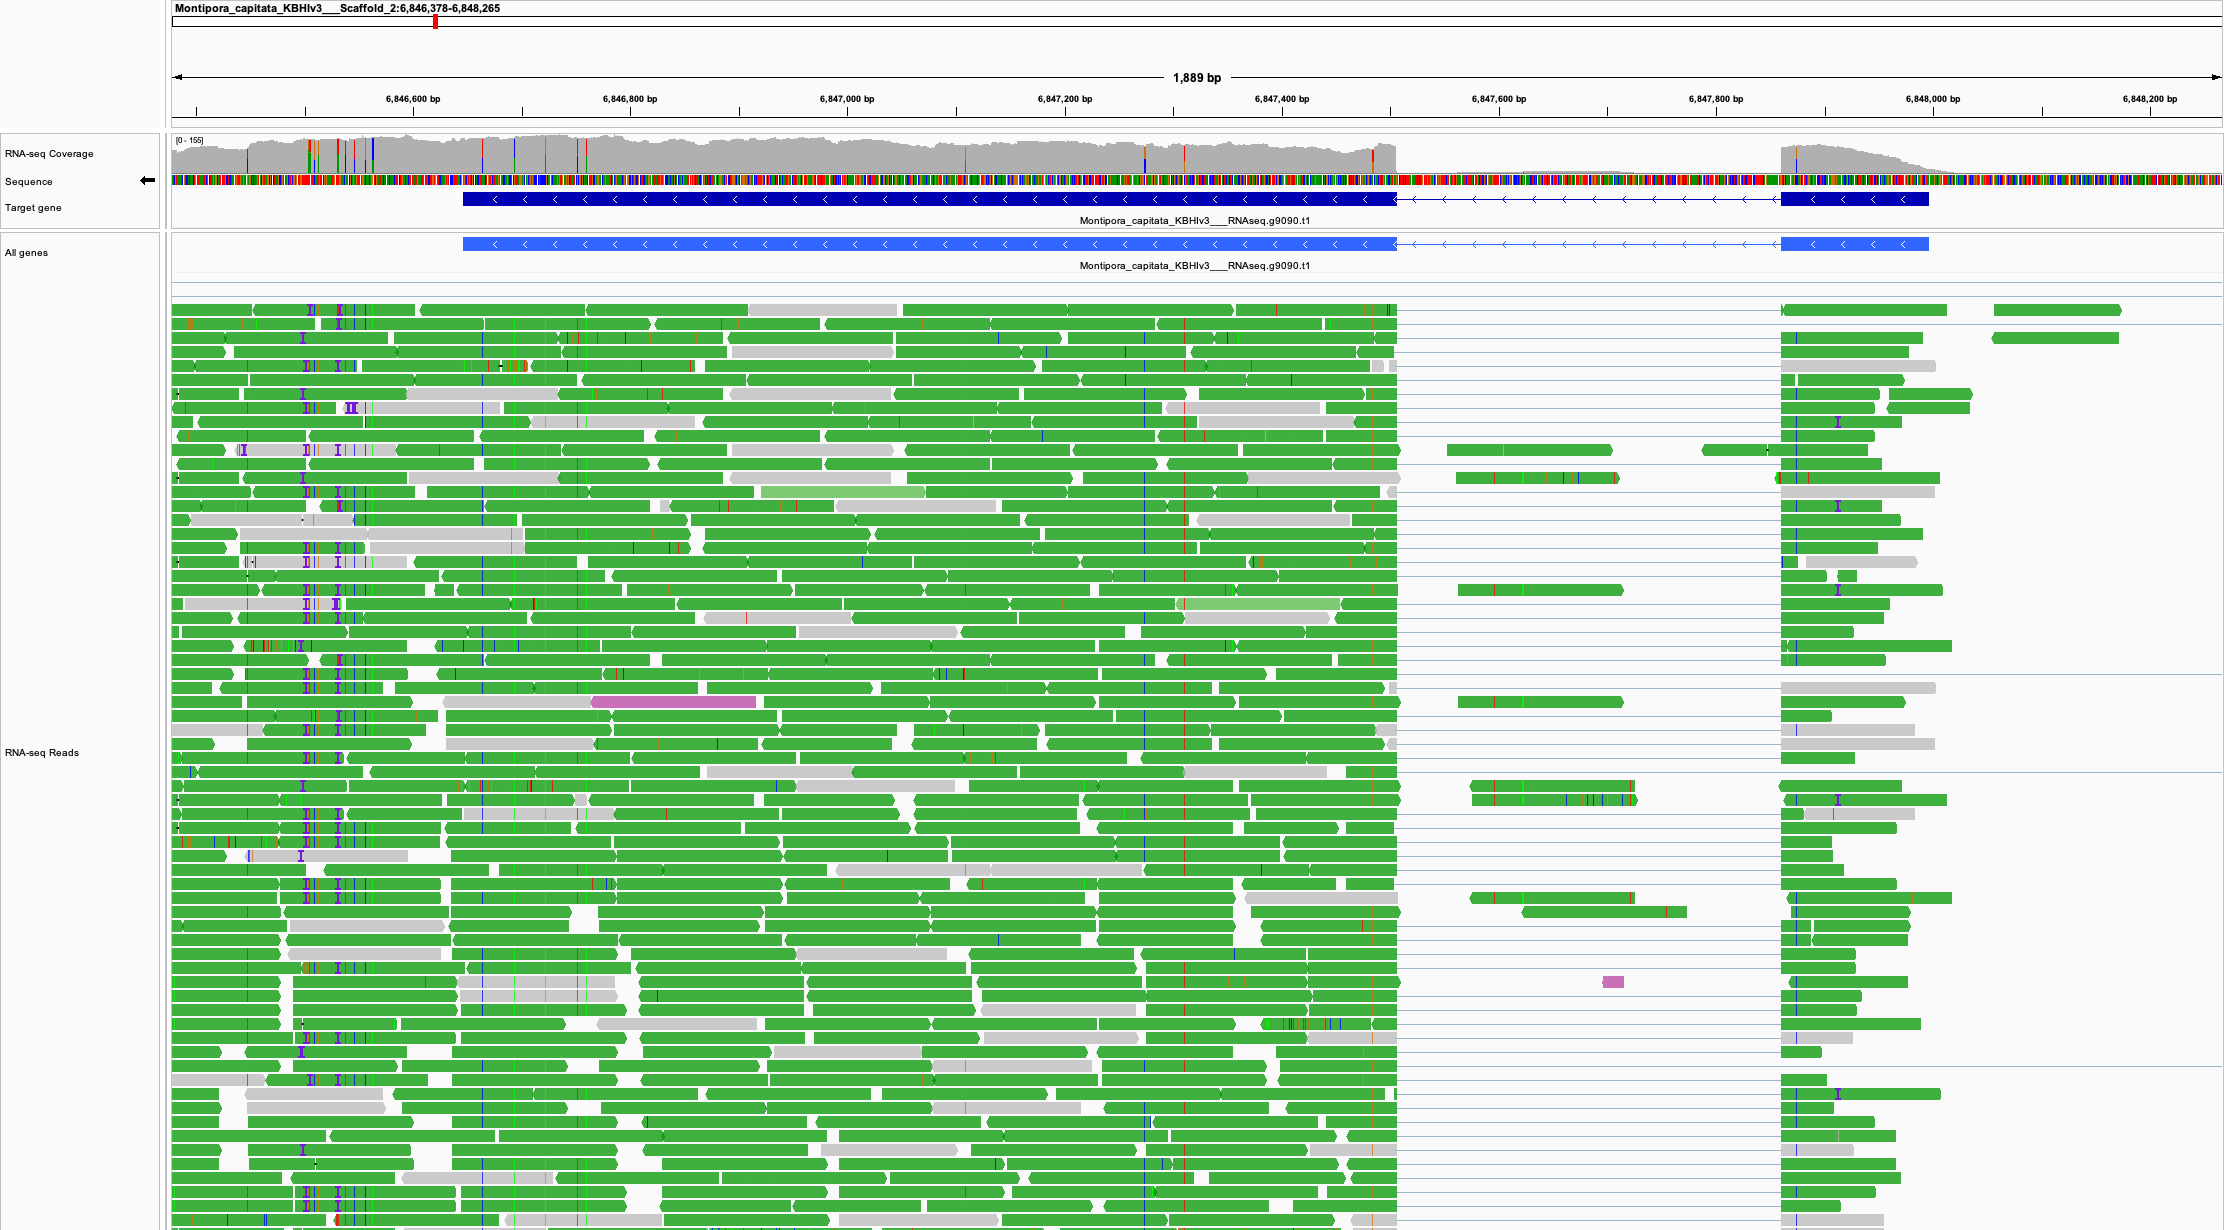 Montipora_capitata_KBHIv3___Scaffold_2:6,846,378-6,848,265
1,889 bp
6,846,600 bp 6,846,800 bp 6,847,000 bp 6,847,200 bp 6,847,400 bp 6,847,600 bp 6,847,800 bp 6,848,000 bp 6,848,200 bp
[0 - 155]
RNA-seq Coverage
Sequence
Target gene
Montipora_capitata_KBHIv3___RNAseq.g9090.t1
All genes
Montipora_capitata_KBHIv3___RNAseq.g9090.t1
RNA-seq Reads